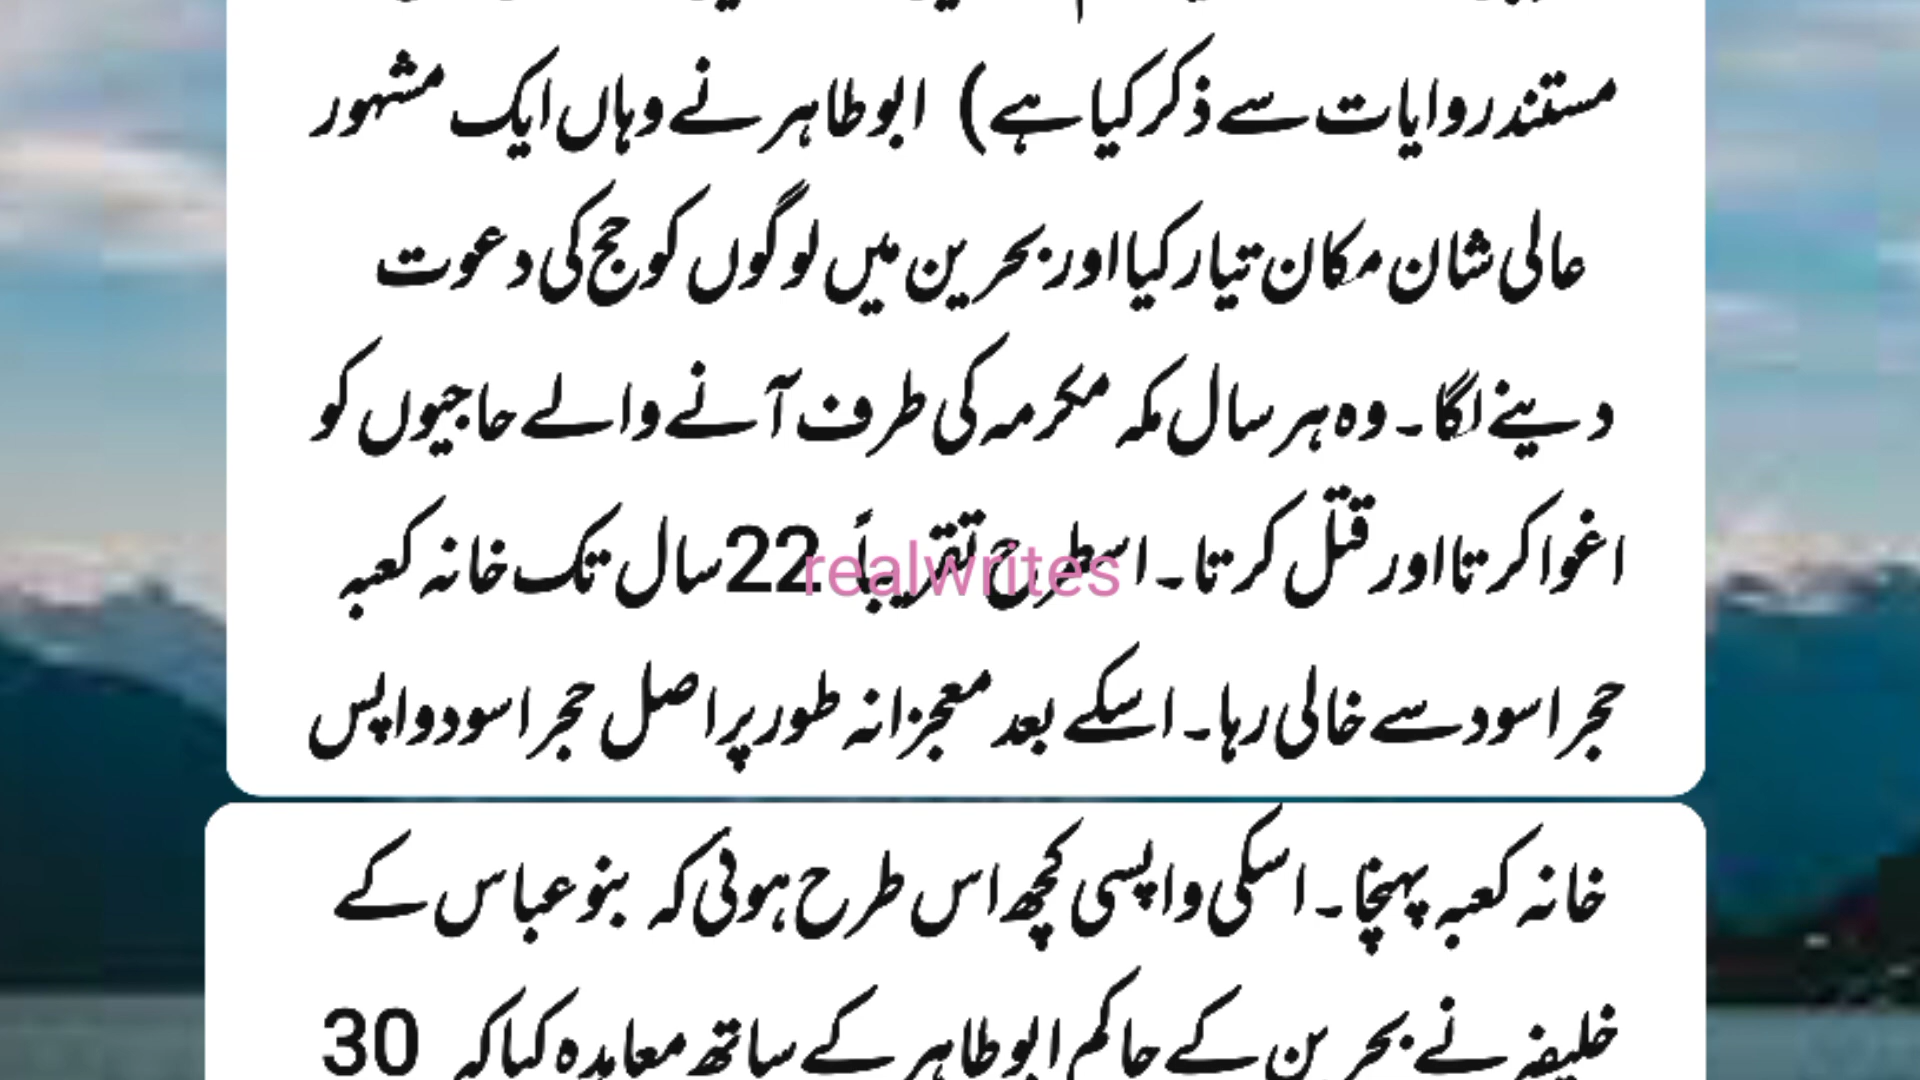 مستند روایات سے ذکر کیا ہے) ابو طاہر نے وہاں ایک مشہور
عالی شان مکان تیار کیا اور بحرین میں لوگوں کو حج کی دعوت
دینے لگا۔ وہ ہر سال مکہ مکرمہ کی طرف آنے والے حاجیوں کو
اغوا کرتا اور قتل کرتا۔ اسطرح تقریباً 22 سال تک خانہ کعبہ
realwrites
حجر اسود سے خالی رہا۔ اسکے بعد معجزانہ طور پر اصل حجر اسود واپس
خانہ کعبہ پہنچا۔ اسکی واپسی کچھ اس طرح ہوئی کہ بنو عباس کے
خلیفہ نے بحرین کے حاکم ابو طاہر کے ساتھ معاہدہ کیا کہ 30